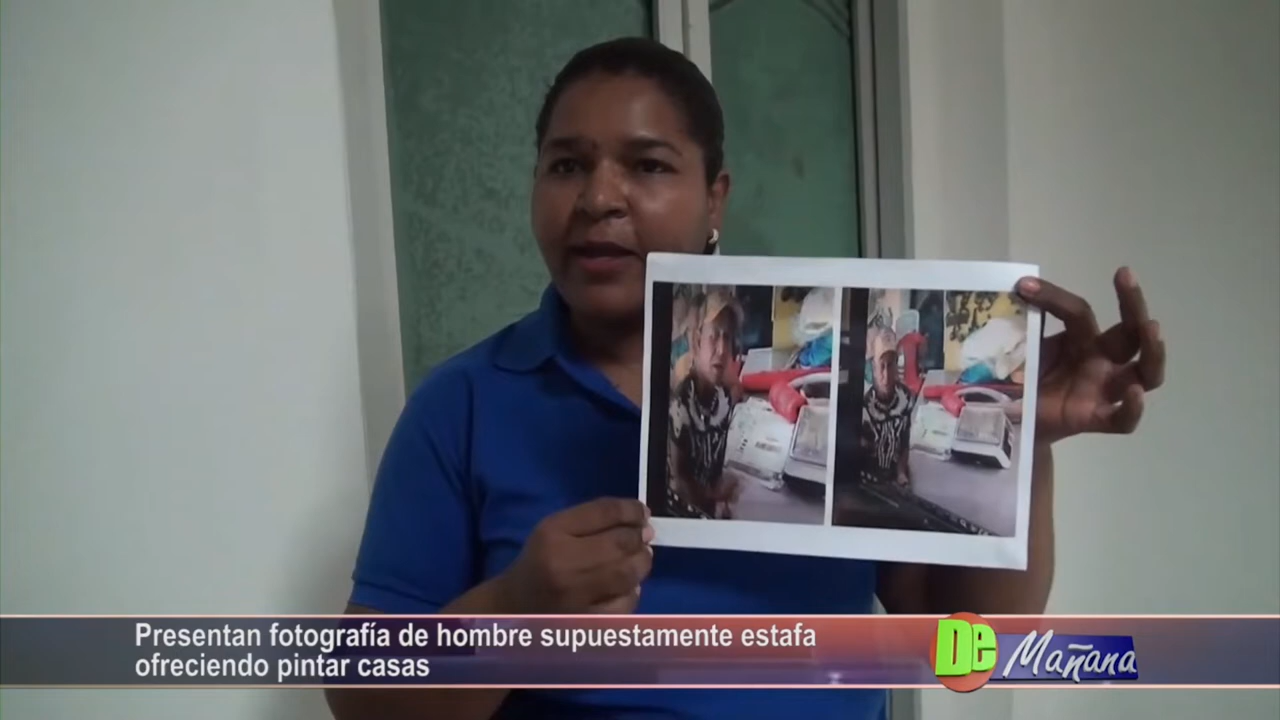 Presentan fotografía de hombre supuestamente estafa
ofreciendo pintar casas
De Mañana